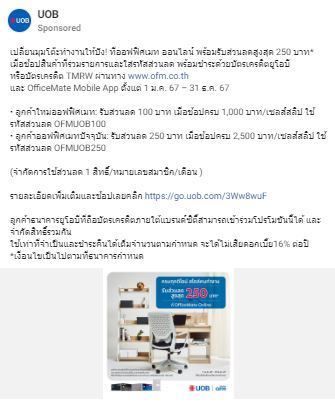 UOB
Sponsored
เปลี่ยนมุมโต๊ะทำงานให้ปัง! ที่ออฟฟิศเมท ออนไลน์ พร้อมรับส่วนลดสูงสุด 250 บาท*
เมื่อช้อปสินค้าที่ร่วมรายการและใส่รหัสส่วนลด พร้อมชำระด้วยบัตรเครดิตยูโอบี
หรือบัตรเครดิต TMRW ผ่านทาง www.ofm.co.th
และ OfficeMate Mobile App ตั้งแต่ 1 ม.ค. 67 – 31 ธ.ค. 67
• ลูกค้าใหม่ออฟฟิศเมท: รับส่วนลด 100 บาท เมื่อช้อปครบ 1,000 บาท/เซลส์สลิป ใช้
รหัสส่วนลด OFMUOB100
• ลูกค้าออฟฟิศเมทปัจจุบัน: รับส่วนลด 250 บาท เมื่อช้อปครบ 2,500 บาท/เซลส์สลิป ใช้
รหัสส่วนลด OFMUOB250
(จำกัดการใช้ส่วนลด 1 สิทธิ์/หมายเลขสมาชิค/เดือน )
รายละเอียดเพิ่มเติมและช้อปเลยคลิก https://go.uob.com/3Ww8wuF
ลูกค้าธนาคารยูโอบีที่ถือบัตรเครดิตภายใต้แบรนด์ซิตี้สามารถเข้าร่วมโปรโมชันนี้ได้ และ
จำกัดสิทธิ์รวมกัน
ใช้เท่าที่จำเป็นและชำระคืนได้เต็มจำนวนตามกำหนด จะได้ไม่เสียดอกเบี้ย16% ต่อปี
*เงื่อนไขเป็นไปตามที่ธนาคารกำหนด
ครบทุกดีไซน์ สไตล์คนทำงาน
รับส่วนลด
สูงสุด 250 บาท*
ที่ OfficeMate Online
UOB ofm